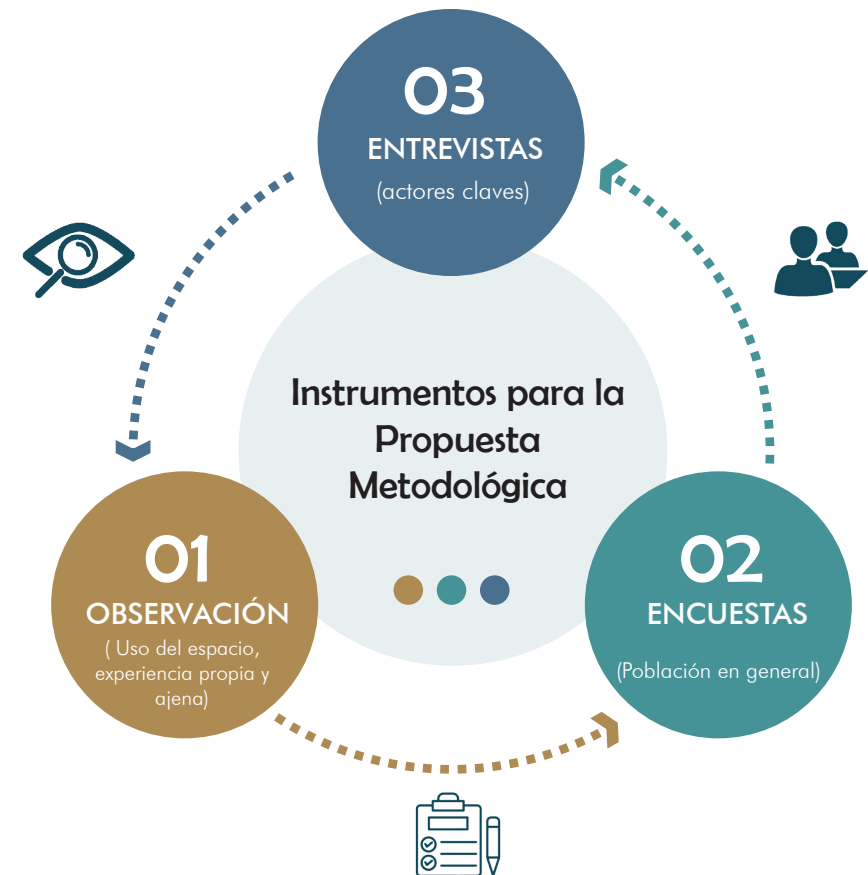 03
ENTREVISTAS
(actores claves)
Instrumentos para la
Propuesta
Metodológica
01
OBSERVACIÓN
( Uso del espacio,
experiencia propia y
ajena)
02
ENCUESTAS
(Población en general)